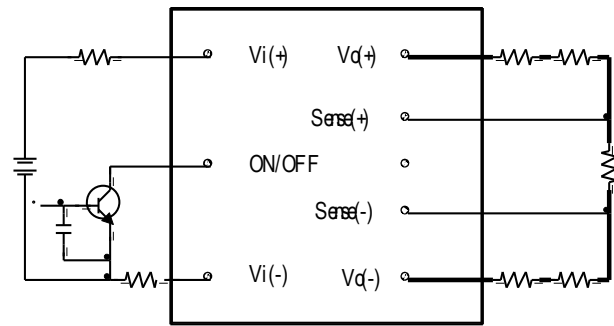 Vi(+) Vo(+)
Sense(+)
ON/OFF
Sense(-)
Vi(-) Vo(-)